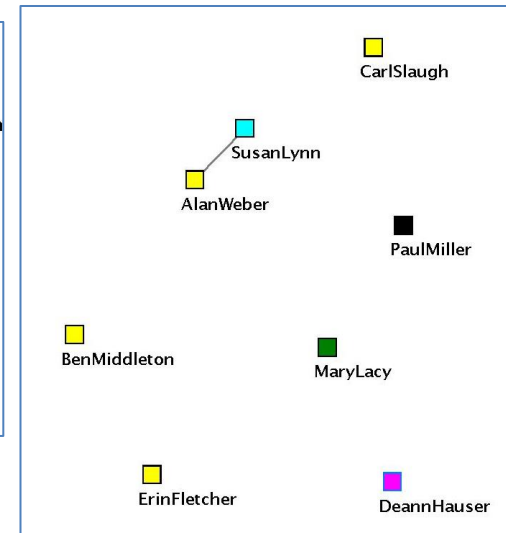 CarlSlaugh
SusanLynn
AlanWeber
PaulMiller
BenMiddleton
MaryLacy
ErinFletcher
DeannHauser